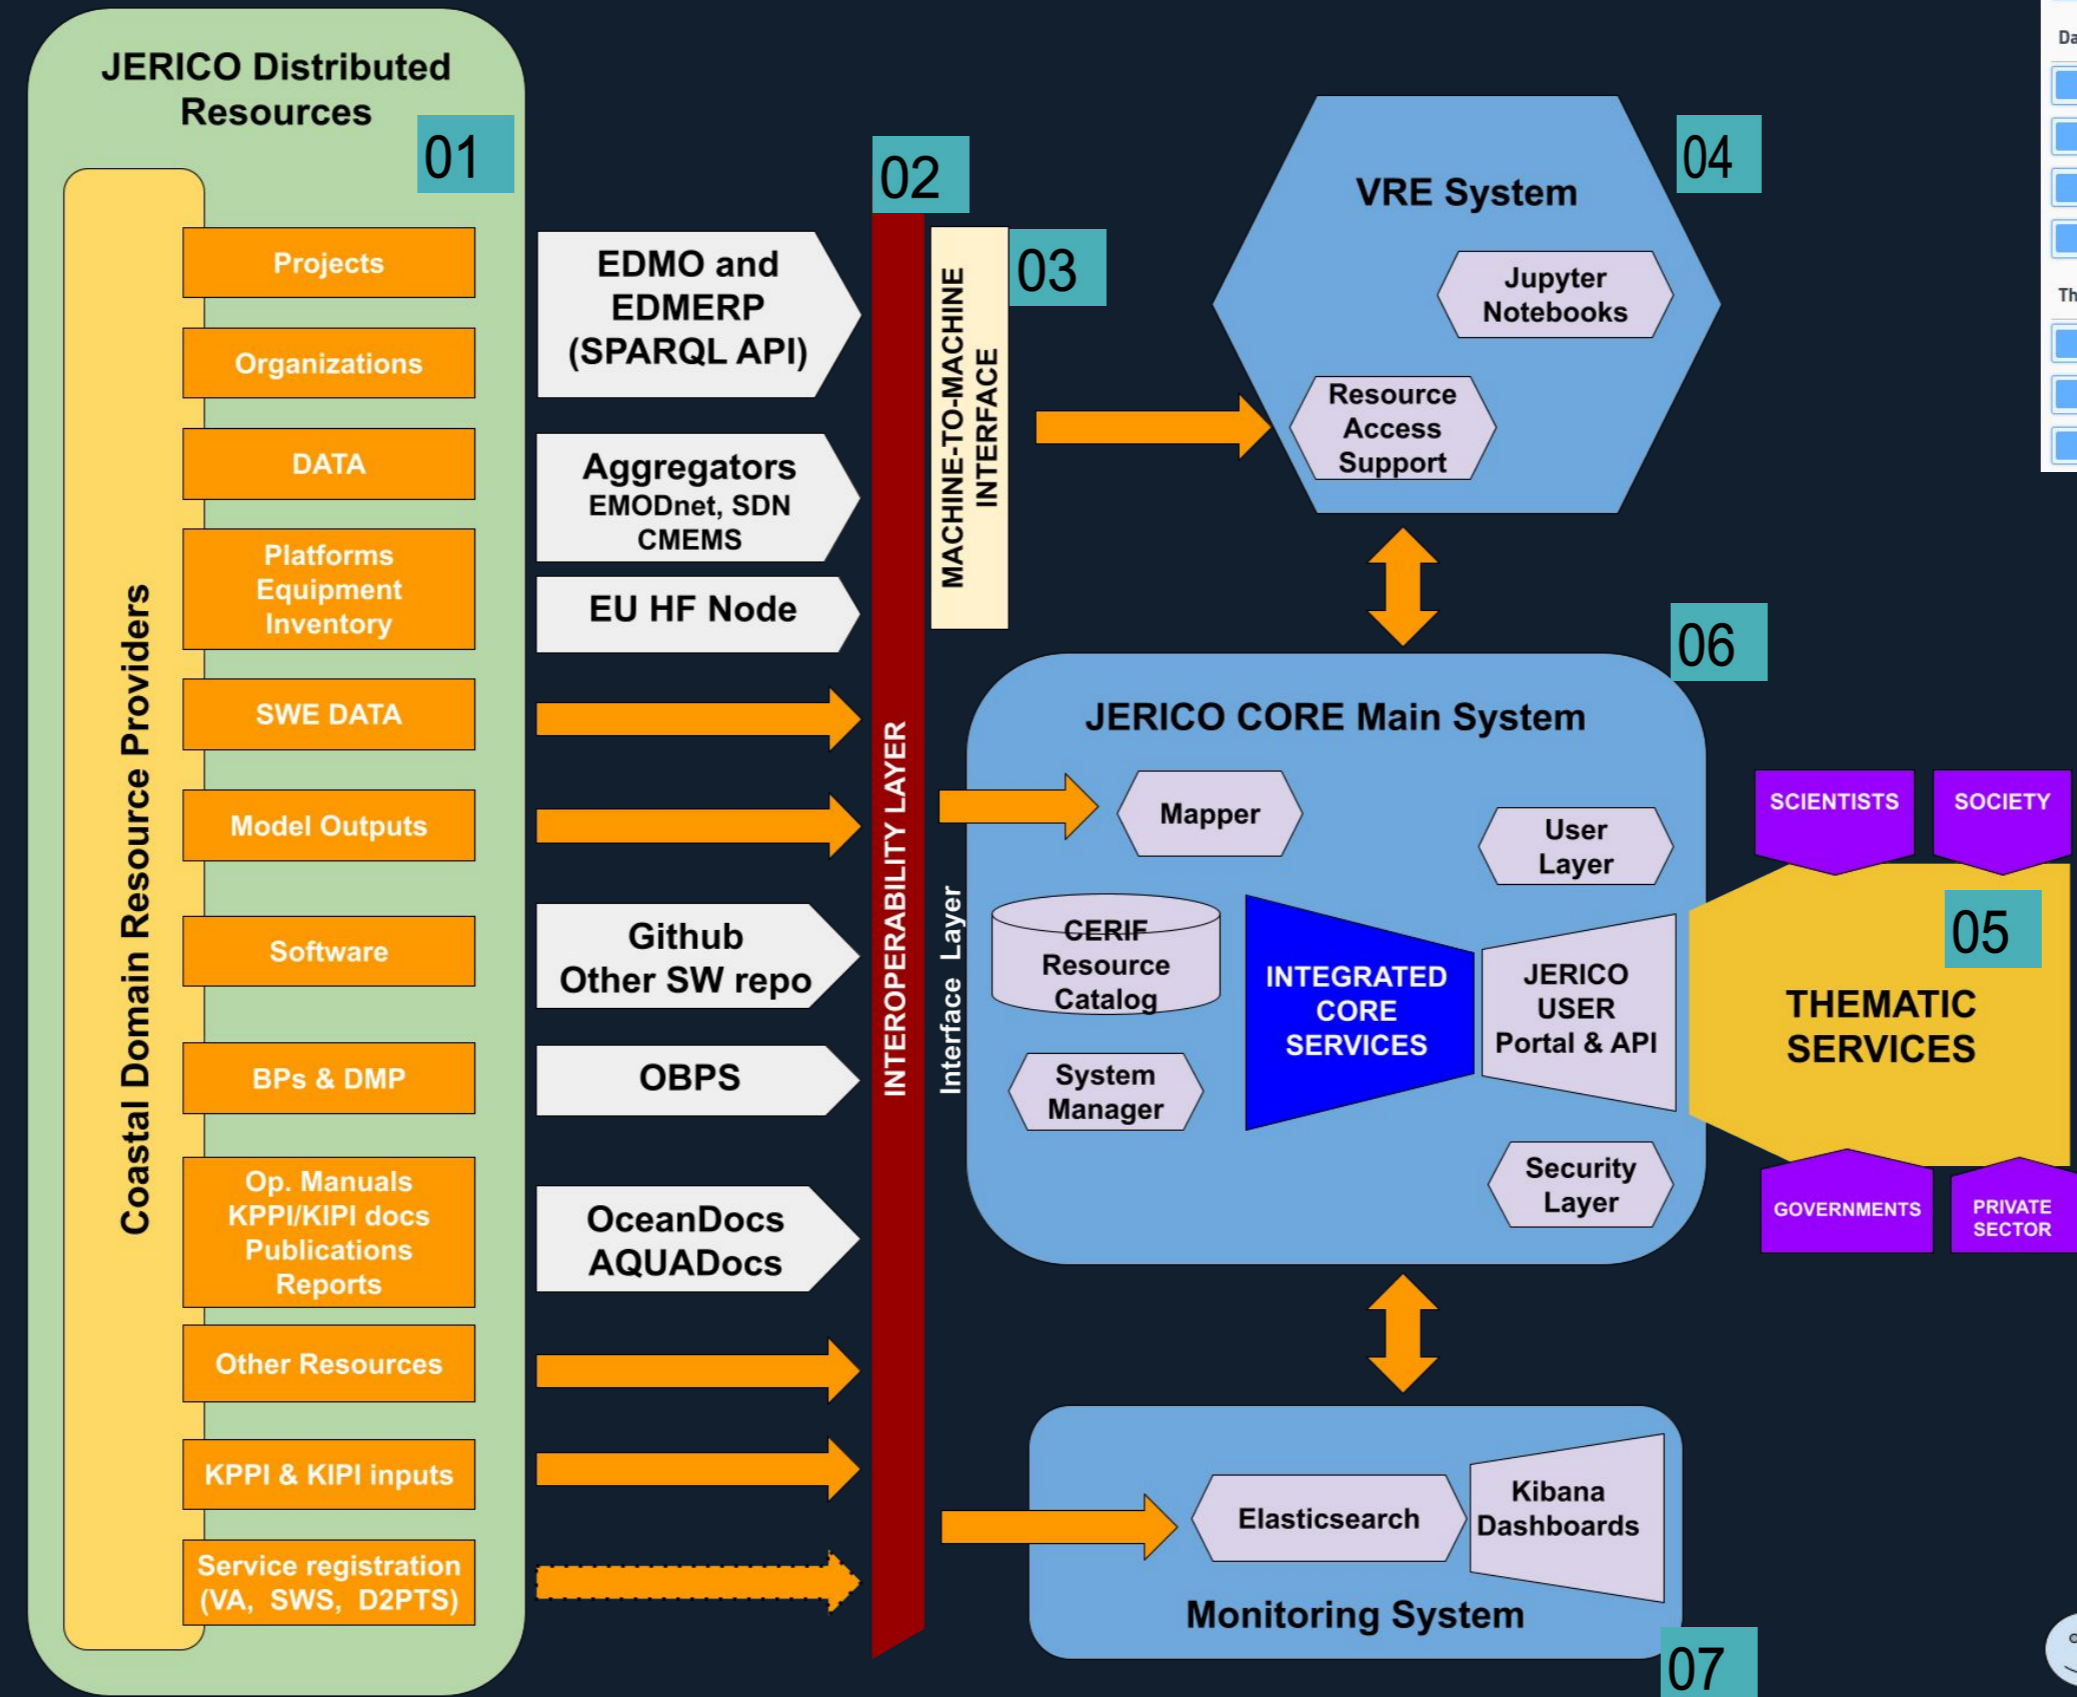 JERICO Distributed
Resources
01
Coastal Domain Resource Providers
Projects
Organizations
DATA
Platforms
Equipment
Inventory
SWE DATA
Model Outputs
Software
BPs & DMP
Op. Manuals
KPPI/KIPI docs
Publications
Reports
Other Resources
KPPI & KIPI inputs
Service registration
(VA, SWS, D2PTS)
EDMO and
EDMERP
(SPARQL API)
Aggregators
EMODnet, SDN
CMEMS
EU HF Node
Github
Other SW repo
OBPS
OceanDocs
AQUADocs
02
INTEROPERABILITY LAYER
03
MACHINE-TO-MACHINE
INTERFACE
Interface Layer
04
VRE System
Jupyter
Notebooks
Resource
Access
Support
06
JERICO CORE Main System
Mapper
User
Layer
CERIF
Resource
Catalog
INTEGRATED
CORE
SERVICES
JERICO
USER
Portal & API
System
Manager
Security
Layer
SCIENTISTS
SOCIETY
05
THEMATIC
SERVICES
GOVERNMENTS
PRIVATE
SECTOR
Elasticsearch
Kibana
Dashboards
Monitoring System
07
Da
Th